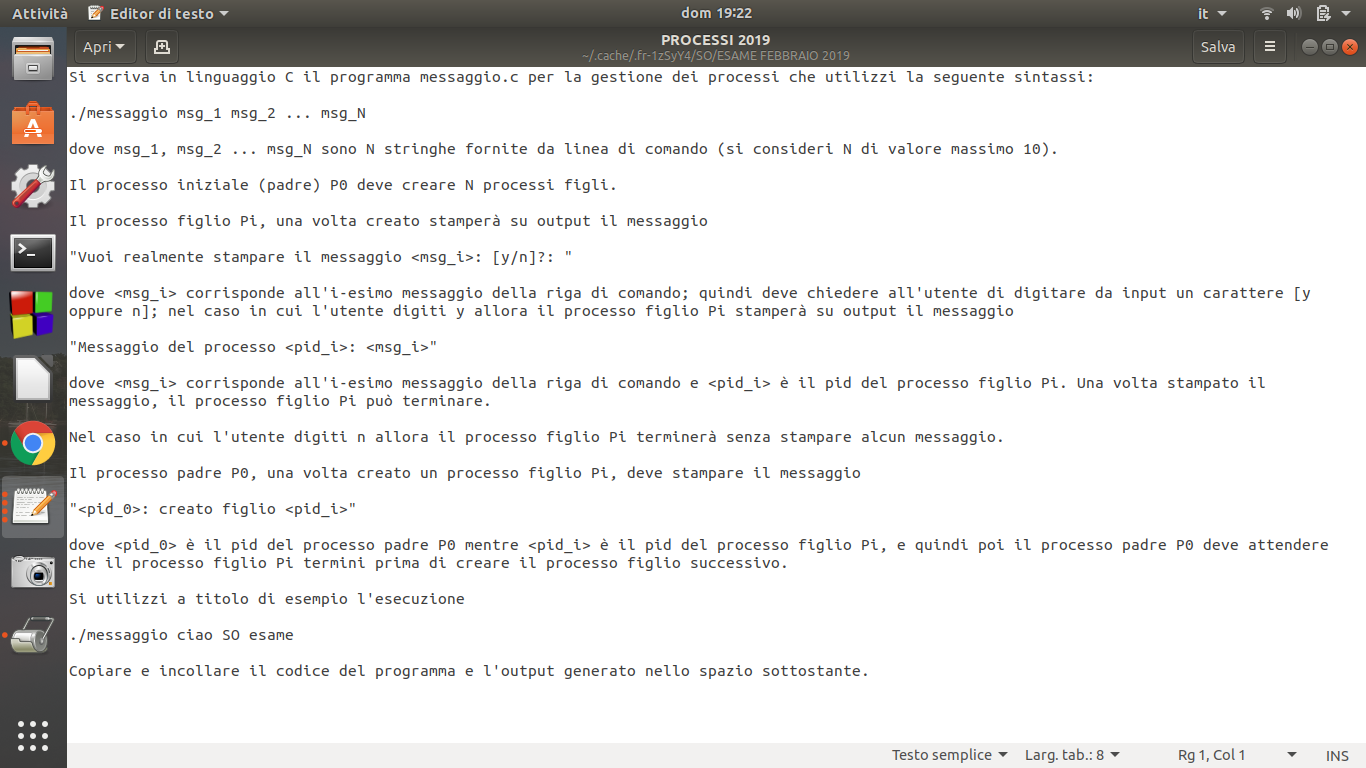 Attività Editor di testo dom 19:22 it
Apri PROCESSI 2019 Salva
~/.cache/.fr-1zSyY4/SO/ESAME FEBBRAIO 2019
Si scriva in linguaggio C il programma messaggio.c per la gestione dei processi che utilizzi la seguente sintassi:
./messaggio msg_1 msg_2 ... msg_N
dove msg_1, msg_2 ... msg_N sono N stringhe fornite da linea di comando (si consideri N di valore massimo 10).
Il processo iniziale (padre) P0 deve creare N processi figli.
Il processo figlio Pi, una volta creato stamperà su output il messaggio
"Vuoi realmente stampare il messaggio <msg_i>: [y/n]?: "
dove <msg_i> corrisponde all'i-esimo messaggio della riga di comando; quindi deve chiedere all'utente di digitare da input un carattere [y
oppure n]; nel caso in cui l'utente digiti y allora il processo figlio Pi stamperà su output il messaggio
"Messaggio del processo <pid_i>: <msg_i>"
dove <msg_i> corrisponde all'i-esimo messaggio della riga di comando e <pid_i> è il pid del processo figlio Pi. Una volta stampato il
messaggio, il processo figlio Pi può terminare.
Nel caso in cui l'utente digiti n allora il processo figlio Pi terminerà senza stampare alcun messaggio.
Il processo padre P0, una volta creato un processo figlio Pi, deve stampare il messaggio
"<pid_0>: creato figlio <pid_i>"
dove <pid_0> è il pid del processo padre P0 mentre <pid_i> è il pid del processo figlio Pi, e quindi poi il processo padre P0 deve attendere
che il processo figlio Pi termini prima di creare il processo figlio successivo.
Si utilizzi a titolo di esempio l'esecuzione
./messaggio ciao SO esame
Copiare e incollare il codice del programma e l'output generato nello spazio sottostante.
Testo semplice Larg. tab.: 8 Rg 1, Col 1 INS